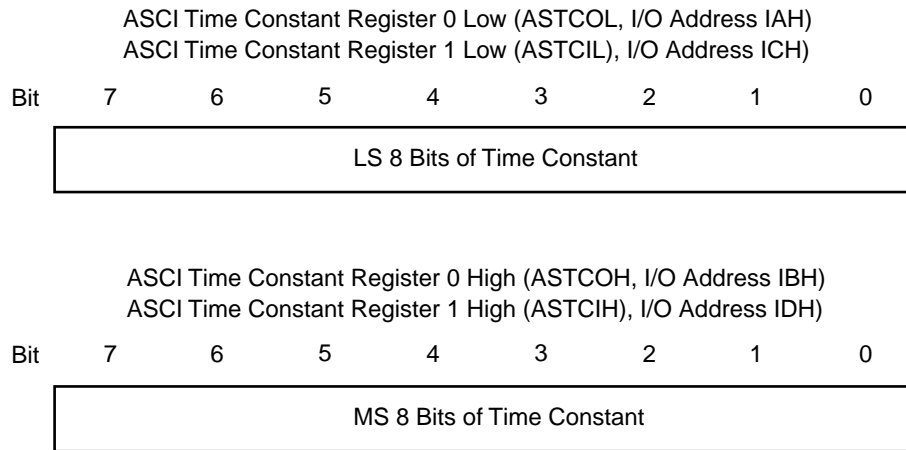 ASCI Time Constant Register 0 Low (ASTCOL, I/O Address IAH)
ASCI Time Constant Register 1 Low (ASTCIL), I/O Address ICH)
Bit 7 6 5 4 3 2 1 0
LS 8 Bits of Time Constant
ASCI Time Constant Register 0 High (ASTCOH, I/O Address IBH)
ASCI Time Constant Register 1 High (ASTCIH), I/O Address IDH)
Bit 7 6 5 4 3 2 1 0
MS 8 Bits of Time Constant